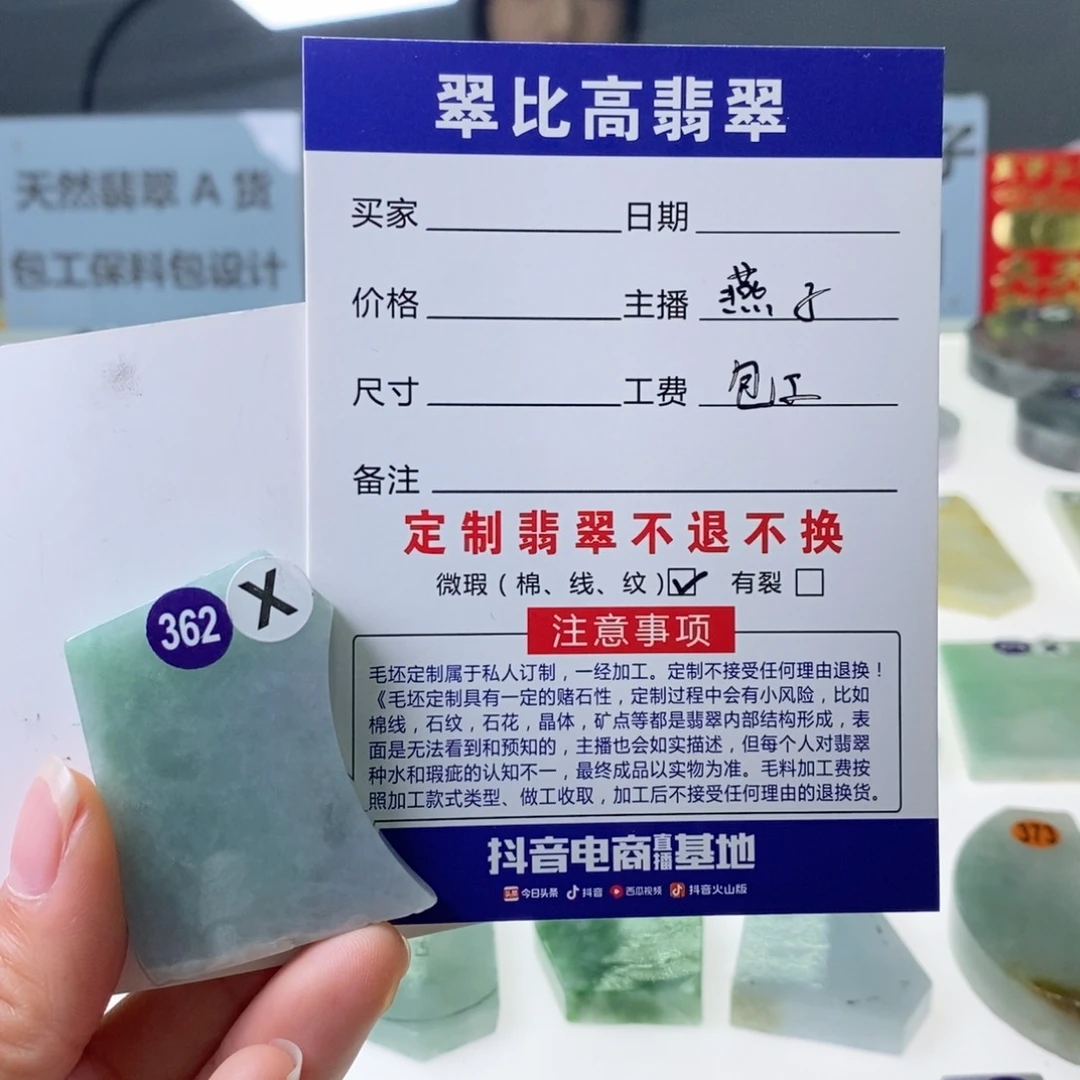 翠比高翡翠
天然翡翠 A 货
包工保料包设计
买家 日期
价格 主播 燕子
尺寸 工费 包工
备注
定制翡翠不退不换
微瑕(棉、线、纹)☑ 有裂☐
注意事项
毛坯定制属于私人订制,一经加工。定制不接受任何理由退换!
《毛坯定制具有一定的赌石性,定制过程中会有小风险,比如
棉线,石纹,石花,晶体,矿点等都是翡翠内部结构形成,表
面是无法看到和预知的,主播也会如实描述,但每个人对翡翠
种水和瑕疵的认知不一,最终成品以实物为准。毛料加工费按
照加工款式类型、做工收取,加工后不接受任何理由的退换货。
抖音电商直播基地
头条 今日头条 抖音 西瓜视频 抖音火山版
362 X
373
子